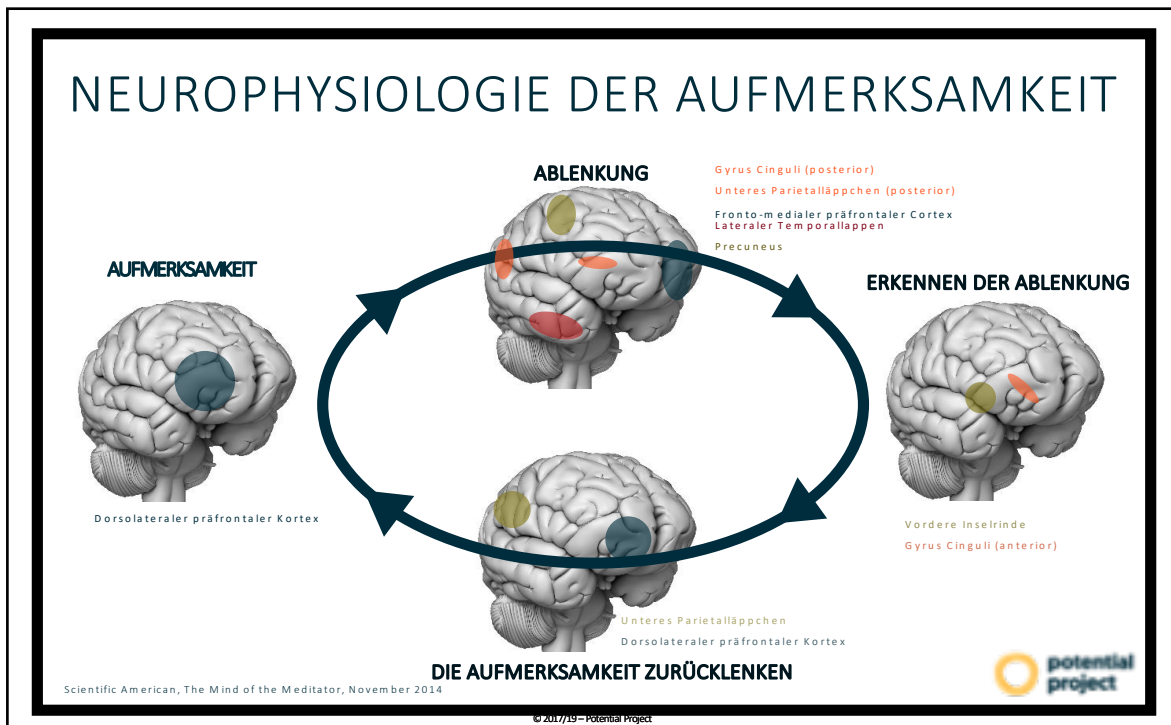 NEUROPHYSIOLOGIE DER AUFMERKSAMKEIT
ABLENKUNG
Gyrus Cinguli (posterior)
Unteres Parietalläppchen (posterior)
Fronto-medialer präfrontaler Cortex
Lateraler Temporallappen
Precuneus
AUFMERKSAMKEIT
Dorsolateraler präfrontaler Kortex
ERKENNEN DER ABLENKUNG
Vordere Inselrinde
Gyrus Cinguli (anterior)
Unteres Parietalläppchen
Dorsolateraler präfrontaler Kortex
DIE AUFMERKSAMKEIT ZURÜCKLENKEN
Scientific American, The Mind of the Meditator, November 2014
potential
project
© 2017/19 – Potential Project